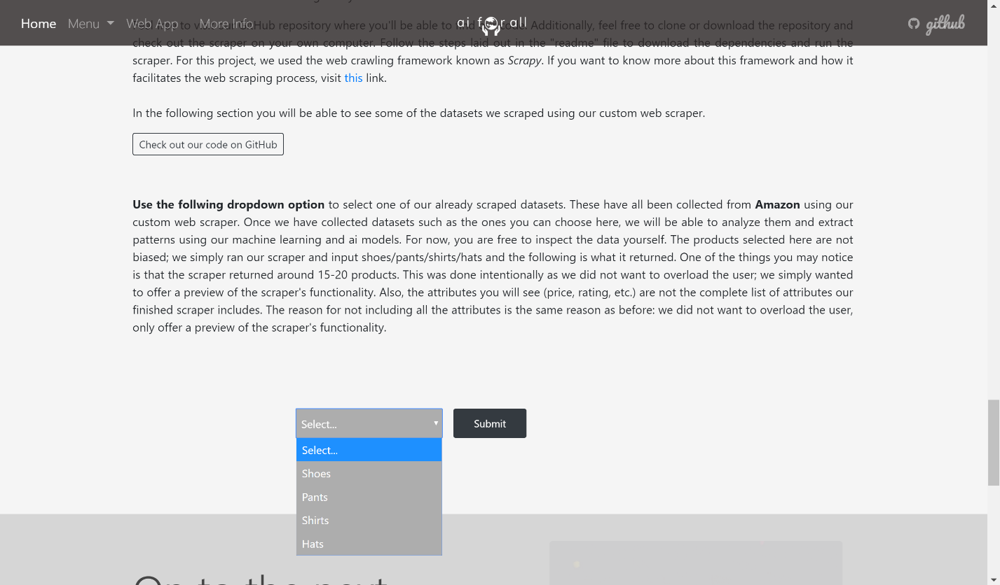 Home Menu Web App More Info
ai for all
github
to v Hub repository where you'll be able to find code. Additionally, feel free to clone or download the repository and
check out the scraper on your own computer. Follow the steps laid out in the "readme" file to download the dependencies and run the
scraper. For this project, we used the web crawling framework known as Scrapy. If you want to know more about this framework and how it
facilitates the web scraping process, visit this link.
In the following section you will be able to see some of the datasets we scraped using our custom web scraper.
Check out our code on GitHub
Use the follwing dropdown option to select one of our already scraped datasets. These have all been collected from Amazon using our
custom web scraper. Once we have collected datasets such as the ones you can choose here, we will be able to analyze them and extract
patterns using our machine learning and ai models. For now, you are free to inspect the data yourself. The products selected here are not
biased; we simply ran our scraper and input shoes/pants/shirts/hats and the following is what it returned. One of the things you may notice
is that the scraper returned around 15-20 products. This was done intentionally as we did not want to overload the user; we simply wanted
to offer a preview of the scraper's functionality. Also, the attributes you will see (price, rating, etc.) are not the complete list of attributes our
finished scraper includes. The reason for not including all the attributes is the same reason as before: we did not want to overload the user,
only offer a preview of the scraper's functionality.
Select... Submit
Select...
Shoes
Pants
Shirts
Hats
On to the next